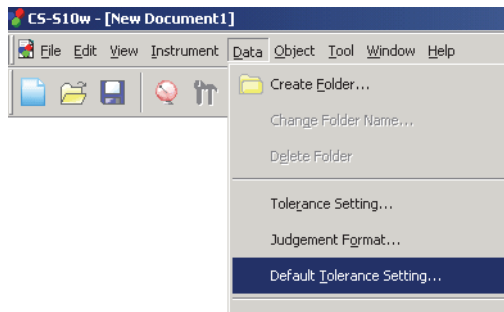 CS-S10w - [New Document1]
File Edit View Instrument Data Object Tool Window Help
Create Folder...
Change Folder Name...
Delete Folder
Tolerance Setting...
Judgement Format...
Default Tolerance Setting...